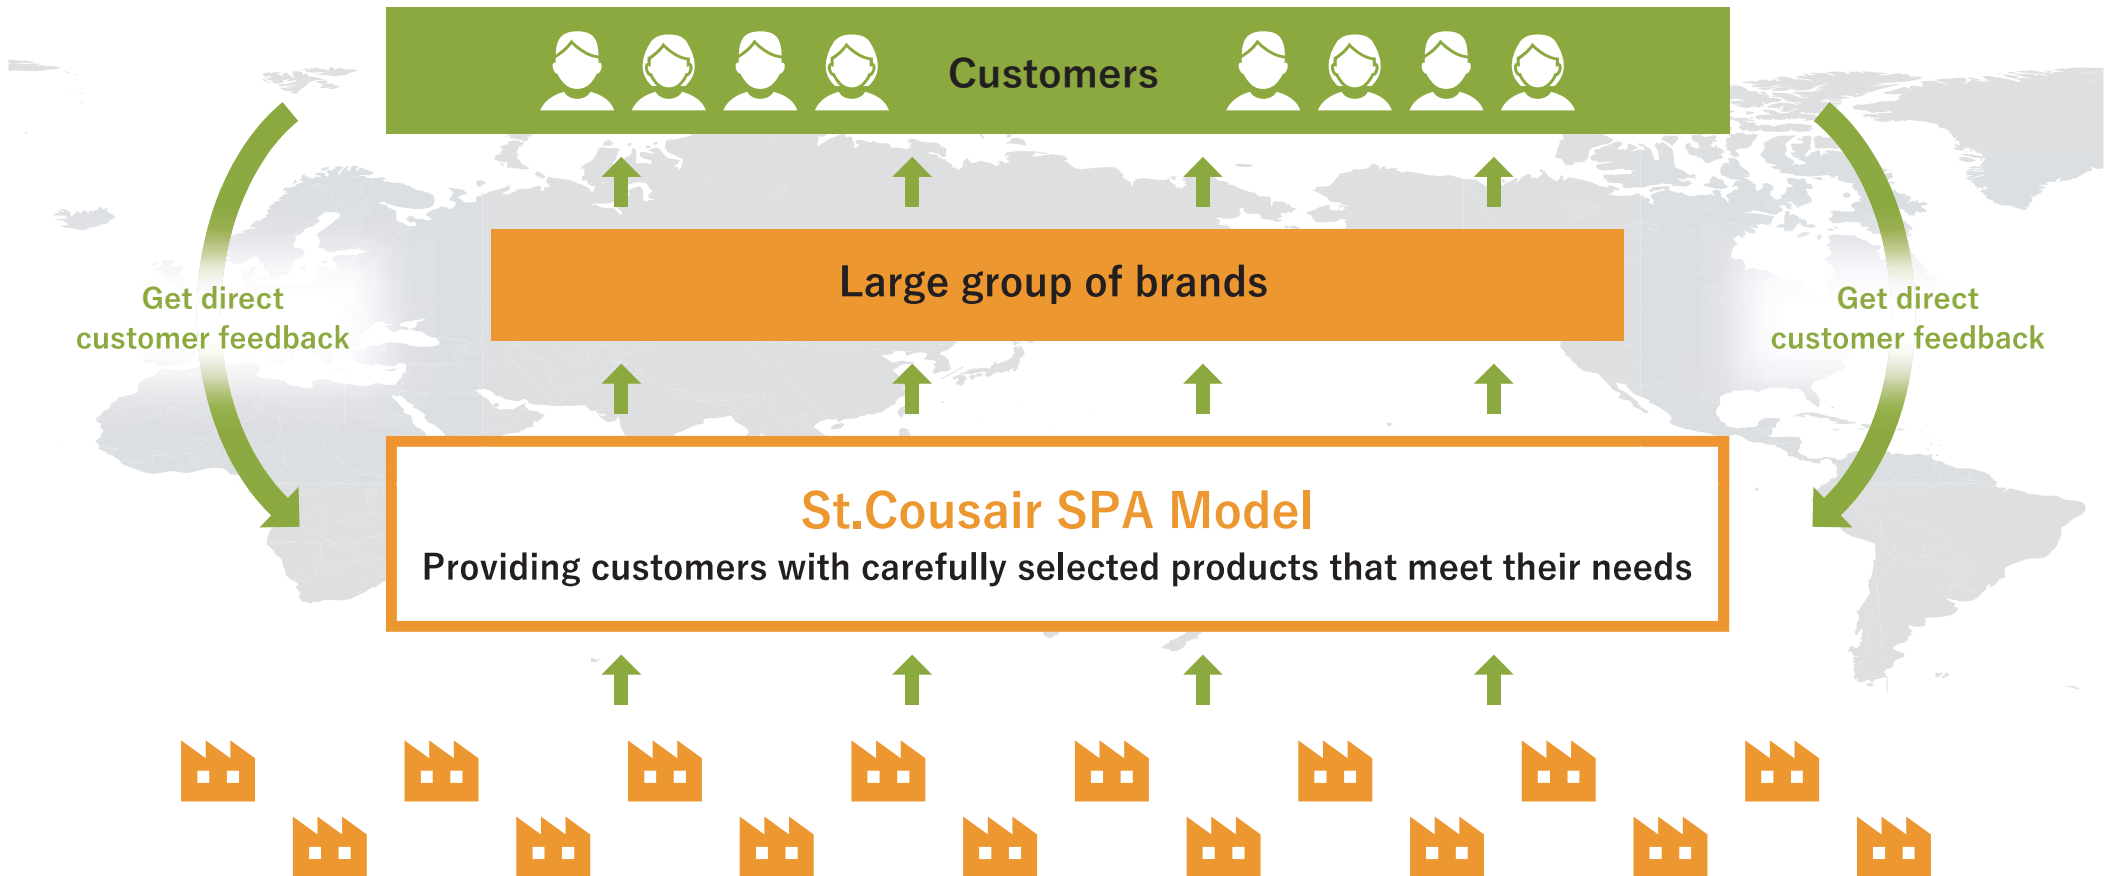 Customers
Large group of brands
Get direct
customer feedback
Get direct
customer feedback
St.Cousair SPA Model
Providing customers with carefully selected products that meet their needs